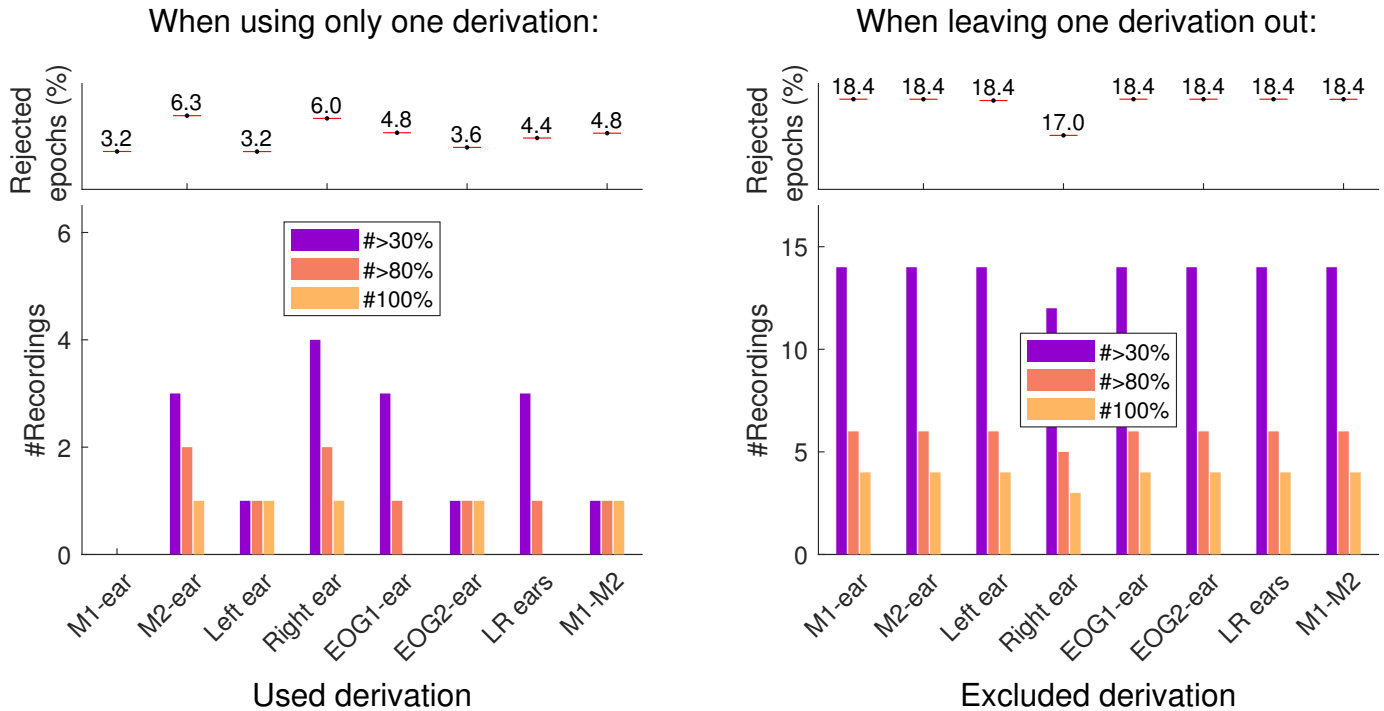 When using only one derivation:
Rejected
epochs (%)
3.2
6.3
3.2
6.0
4.8
3.6
4.4
4.8
#Recordings
6
4
2
0
#>30%
#>80%
#100%
M1-ear
M2-ear
Left ear
Right ear
EOG1-ear
EOG2-ear
LR ears
M1-M2
Used derivation
When leaving one derivation out:
Rejected
epochs (%)
18.4
18.4
18.4
17.0
18.4
18.4
18.4
18.4
#Recordings
15
10
5
0
#>30%
#>80%
#100%
M1-ear
M2-ear
Left ear
Right ear
EOG1-ear
EOG2-ear
LR ears
M1-M2
Excluded derivation